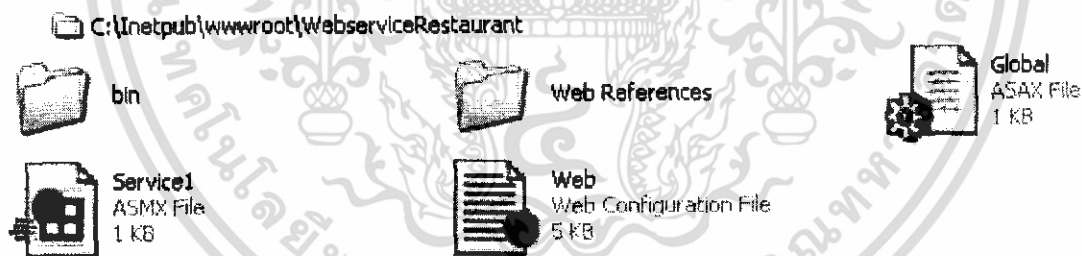 C:\Inetpub\wwwroot\WebserviceRestaurant
bin
Web References
Global
ASAX File
1 KB
Service1
ASMX File
1 KB
Web
Web Configuration File
5 KB